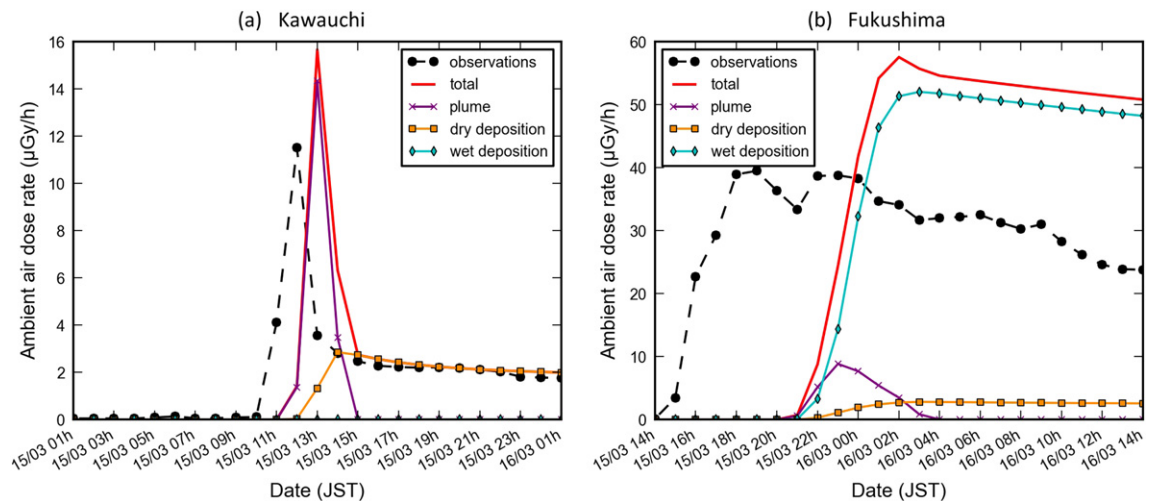 (a) Kawauchi
16
14
12
10
8
6
4
2
0
Ambient air dose rate (µGy/h)
observations
total
plume
dry deposition
wet deposition
15/03 01h
15/03 03h
15/03 05h
15/03 07h
15/03 09h
15/03 11h
15/03 13h
15/03 15h
15/03 17h
15/03 19h
15/03 21h
15/03 23h
16/03 01h
Date (JST)
(b) Fukushima
60
50
40
30
20
10
0
Ambient air dose rate (µGy/h)
observations
total
plume
dry deposition
wet deposition
15/03 14h
15/03 16h
15/03 18h
15/03 20h
15/03 22h
16/03 00h
16/03 02h
16/03 04h
16/03 06h
16/03 08h
16/03 10h
16/03 12h
16/03 14h
Date (JST)